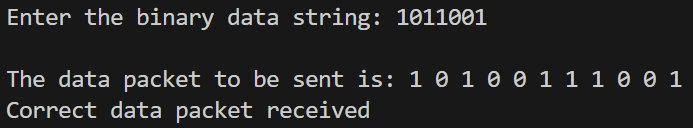 Enter the binary data string: 1011001
The data packet to be sent is: 1 0 1 0 0 1 1 1 0 0 1
Correct data packet received